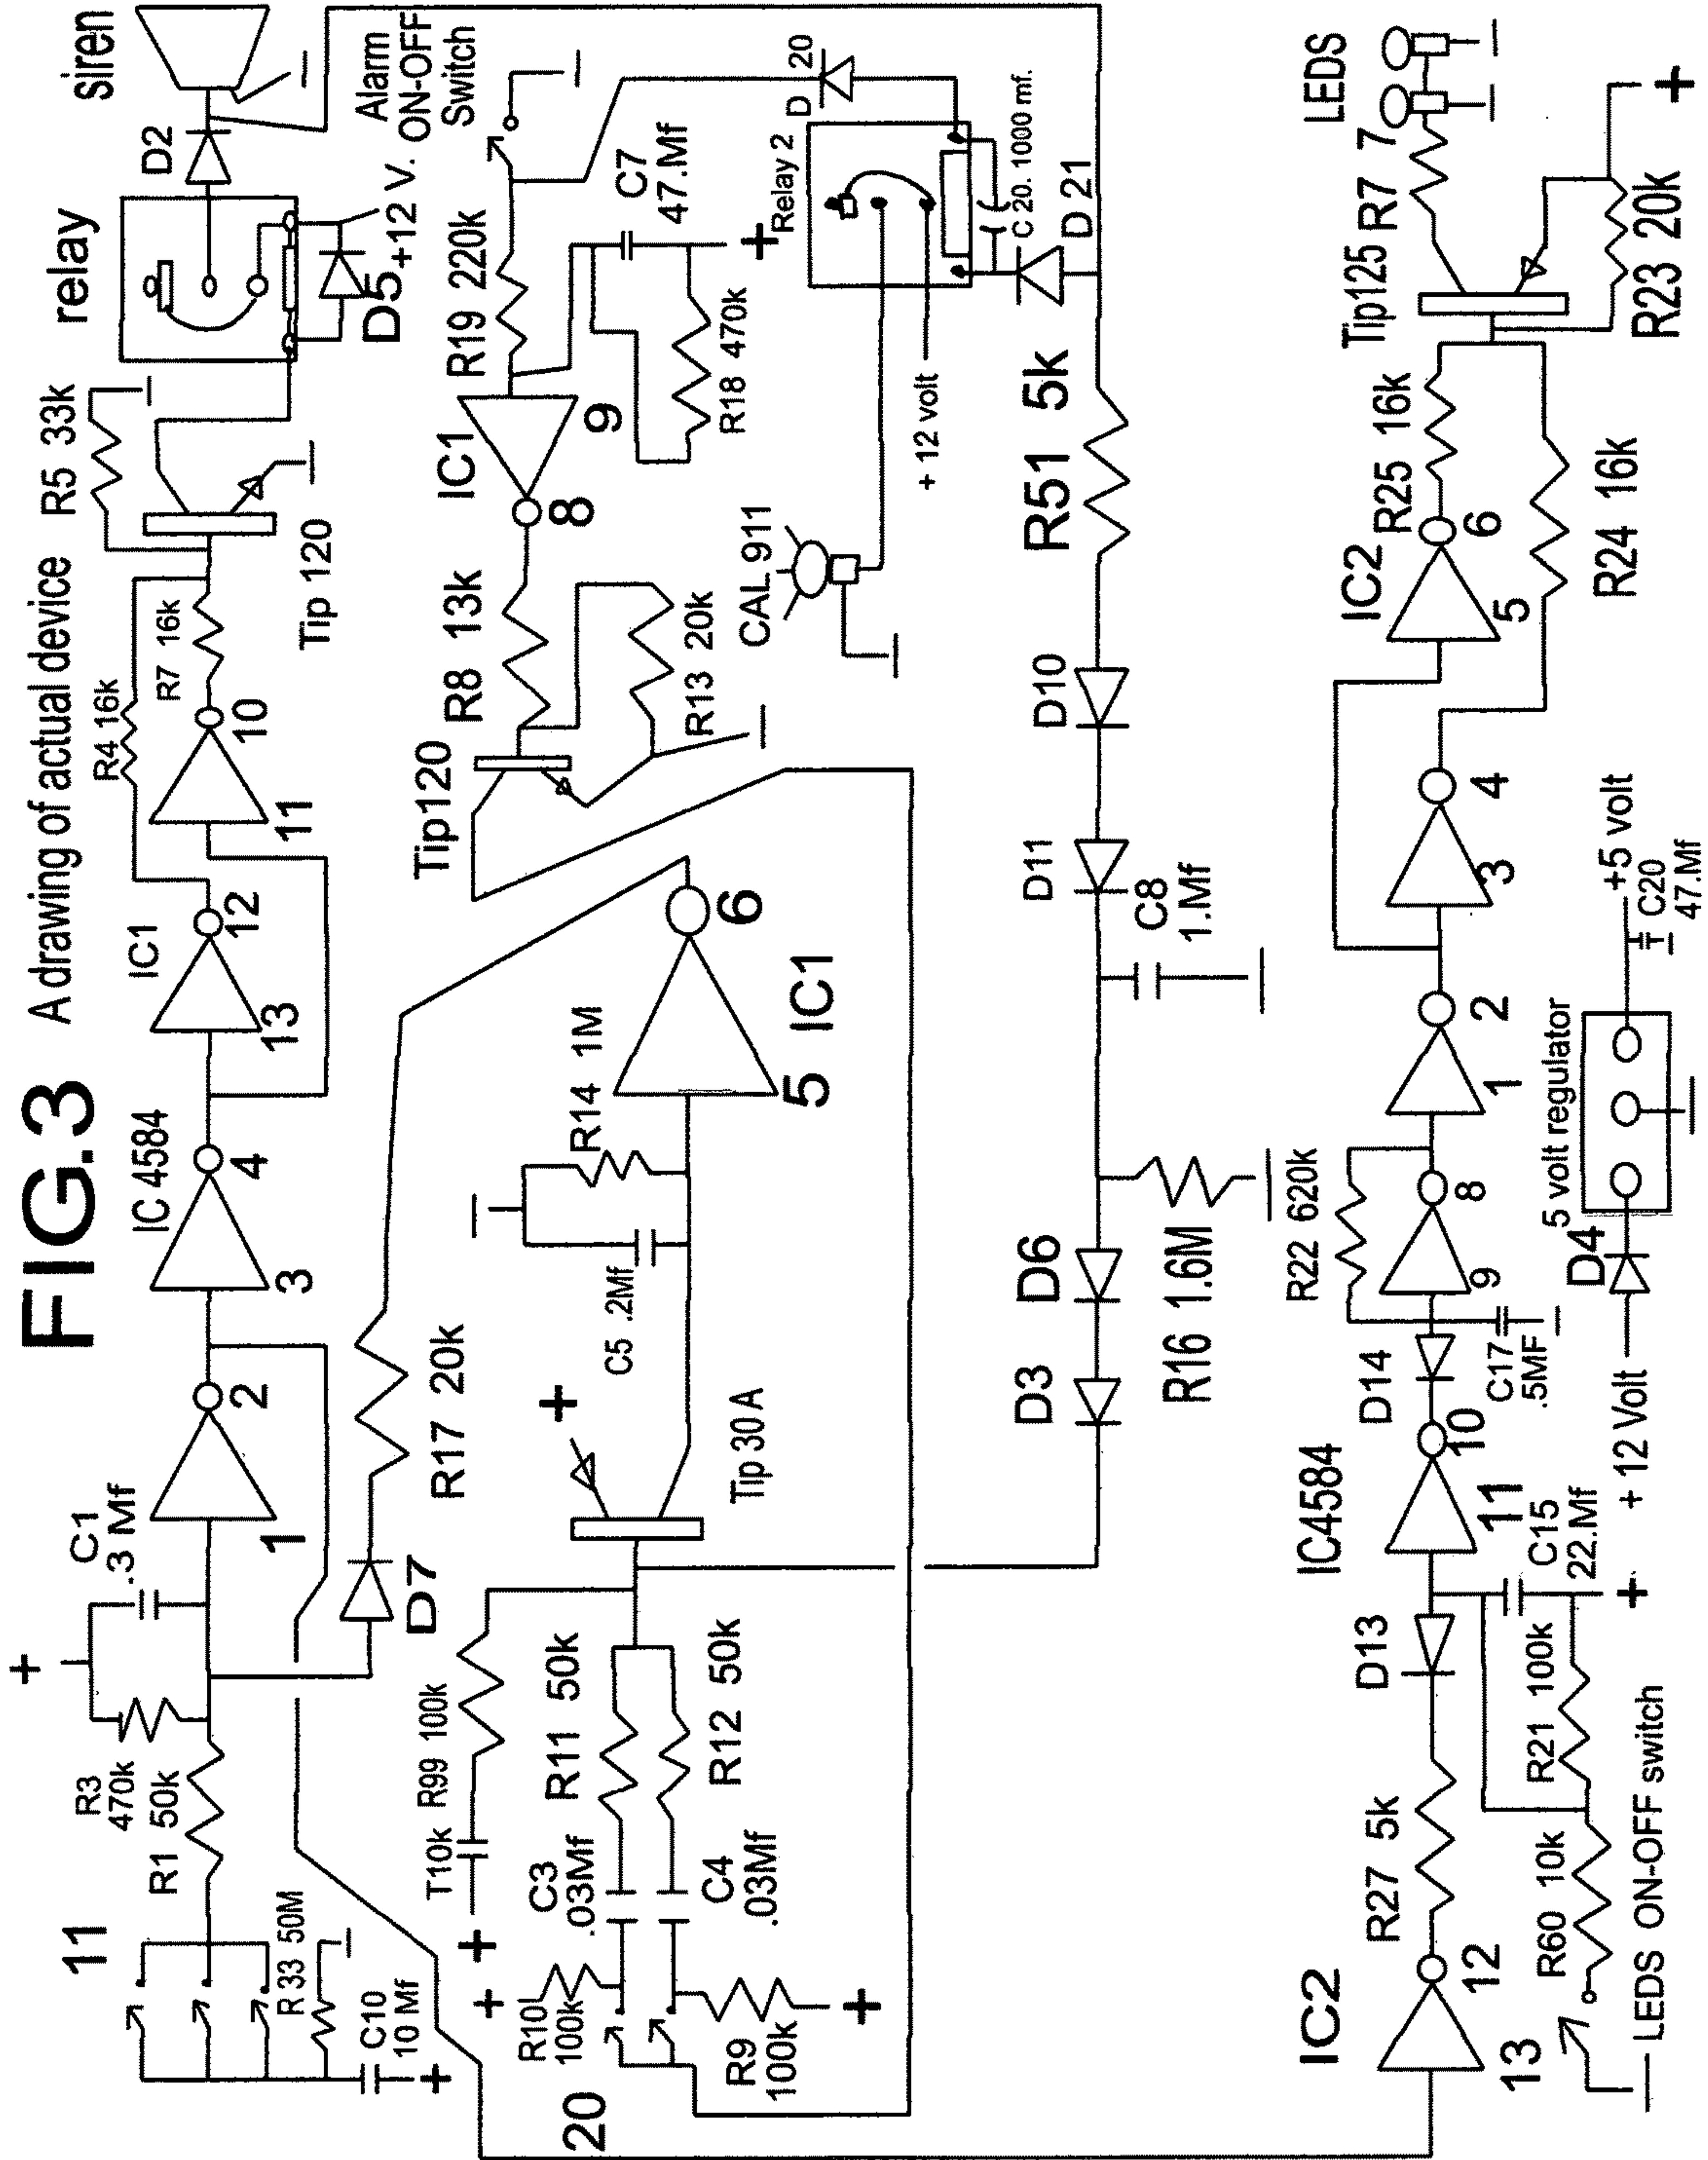 FIG.3
A drawing of actual device
11
R1 50k
R3
470k
+
C1
.3 Mf
1
2
IC 4584
3
4
IC1
13
12
R4 16k
11
10
R7 16k
R5 33k
Tip 120
relay
D5
+12 V.
D2
siren
R 33 50M
C10
10 Mf
+
D7
R17 20k
Alarm
ON-OFF
Switch
R19 220k
IC1
9
8
C7
47.Mf
+
R18 470k
R8 13k
Tip120
R13 20k
T10k R99 100k
+
20
+
R10
100k
C3
.03Mf
R11 50k
R12 50k
C4
.03Mf
R9
100k
+
+
Tip 30 A
C5 .2Mf
R14 1M
5 IC1
6
CAL 911
+ 12 volt
Relay 2
D 20
C 20. 1000 mf.
D 21
R51 5k
D10
D11
C8
1.Mf
R16 1.6M
D6
D3
IC2
13
12
R27 5k
D13
IC4584
11
10
D14
R22 620k
9
8
C17
.5MF
1
2
3
4
IC2
5
6
R25 16k
R24 16k
Tip125
R7 7
LEDS
R23 20k
+
LEDS ON-OFF switch
R60 10k
R21 100k
C15
22.Mf
+
+ 12 Volt
D4
5 volt regulator
+5 volt
C20
47.Mf